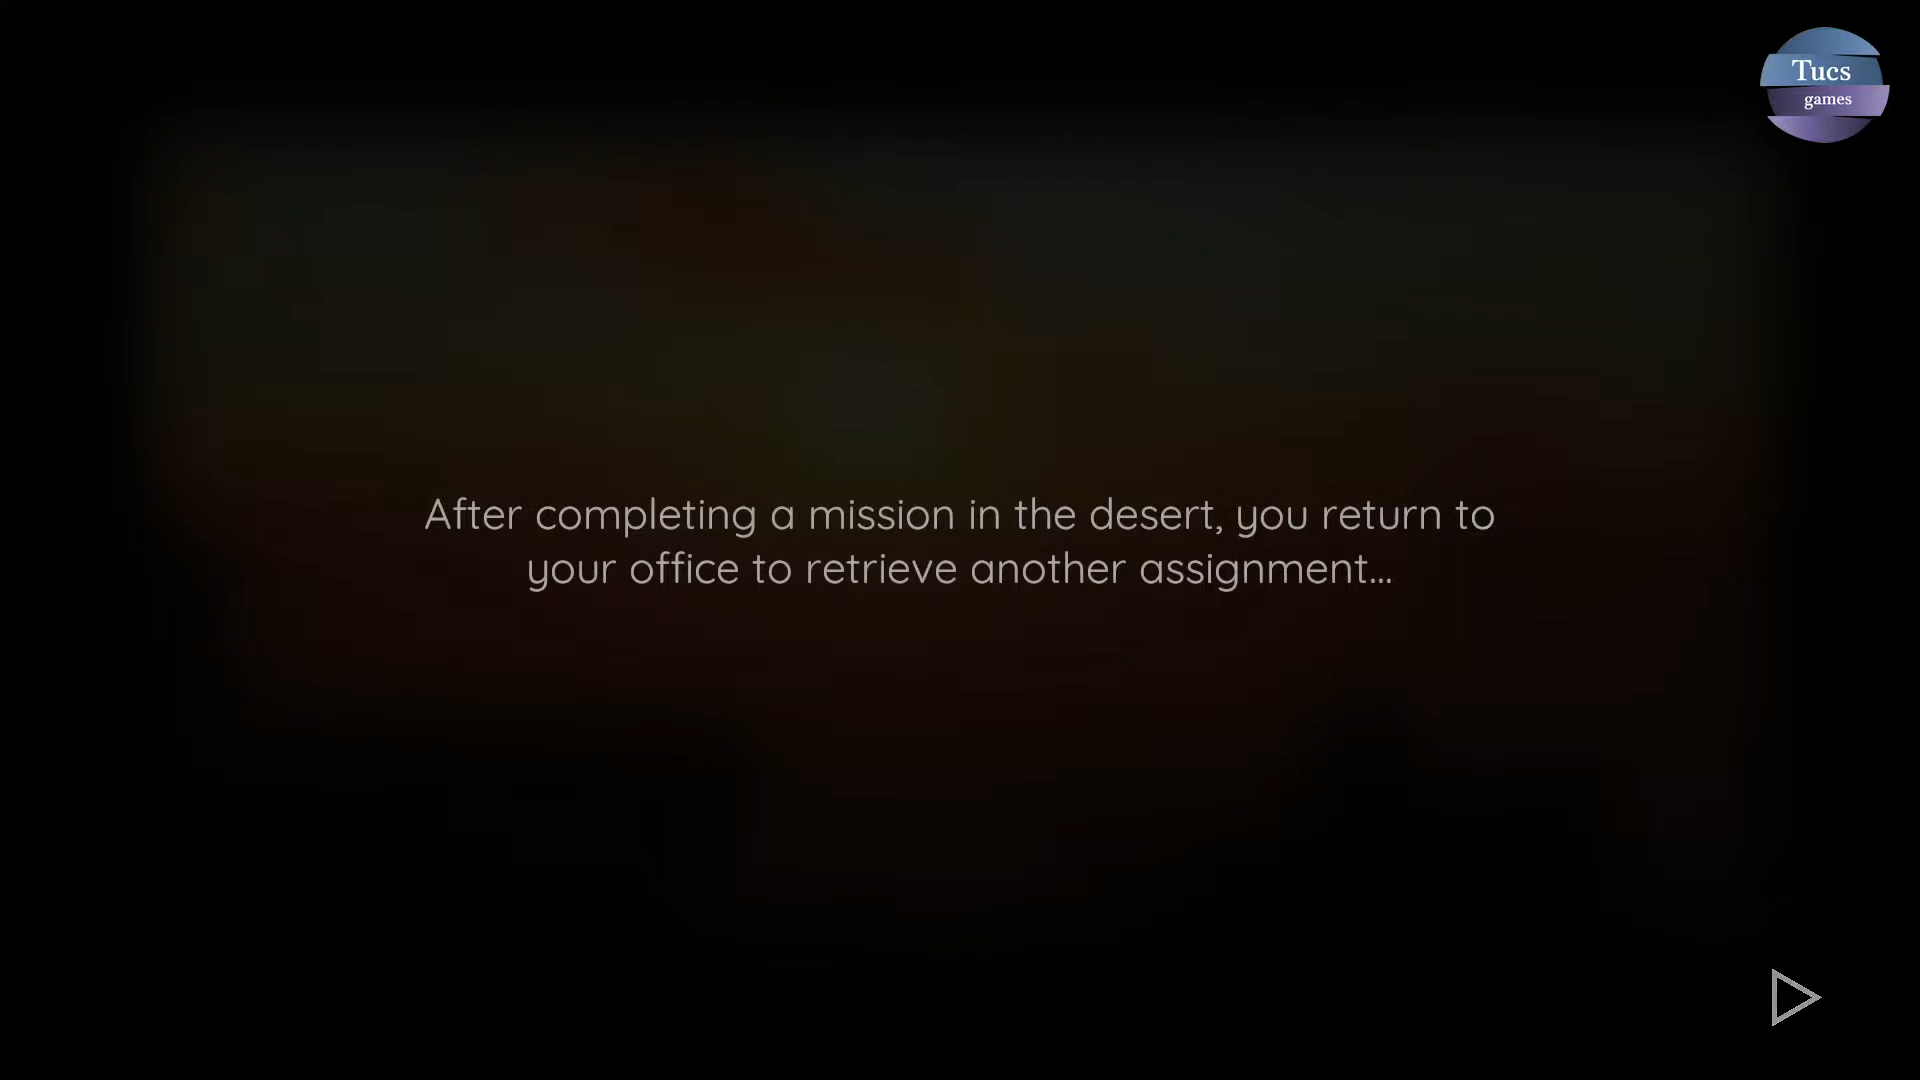 Tucs
games
After completing a mission in the desert, you return to
your office to retrieve another assignment...